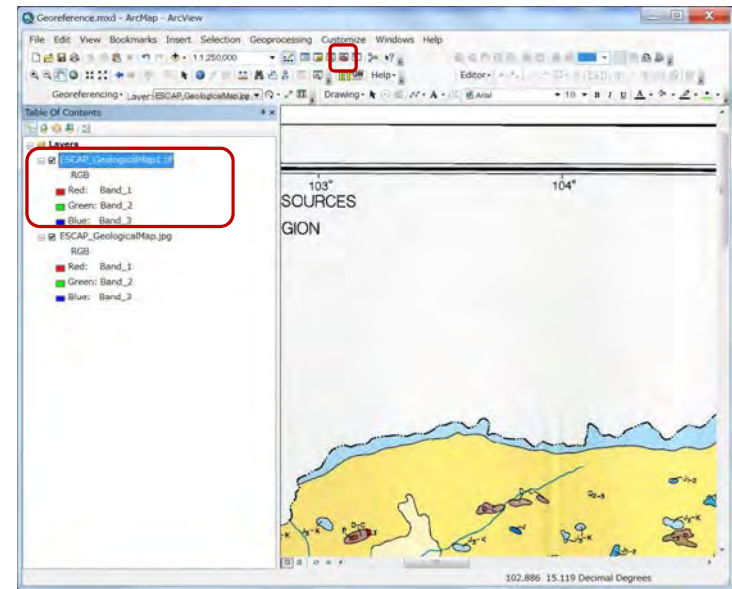 Georeference.mxd - ArcMap - ArcView
File Edit View Bookmarks Insert Selection Geoprocessing Customize Windows Help
1:1,250,000
Help Editor
Georeferencing Layer: ESCAP_GeologicalMap.jpg Drawing A Arial 10 B I U A
Table Of Contents
Layers
ESCAP_GeologicalMap1.tif
RGB
Red: Band_1
Green: Band_2
Blue: Band_3
ESCAP_GeologicalMap.jpg
RGB
Red: Band_1
Green: Band_2
Blue: Band_3
103° 104°
SOURCES
GION
102.886 15.119 Decimal Degrees